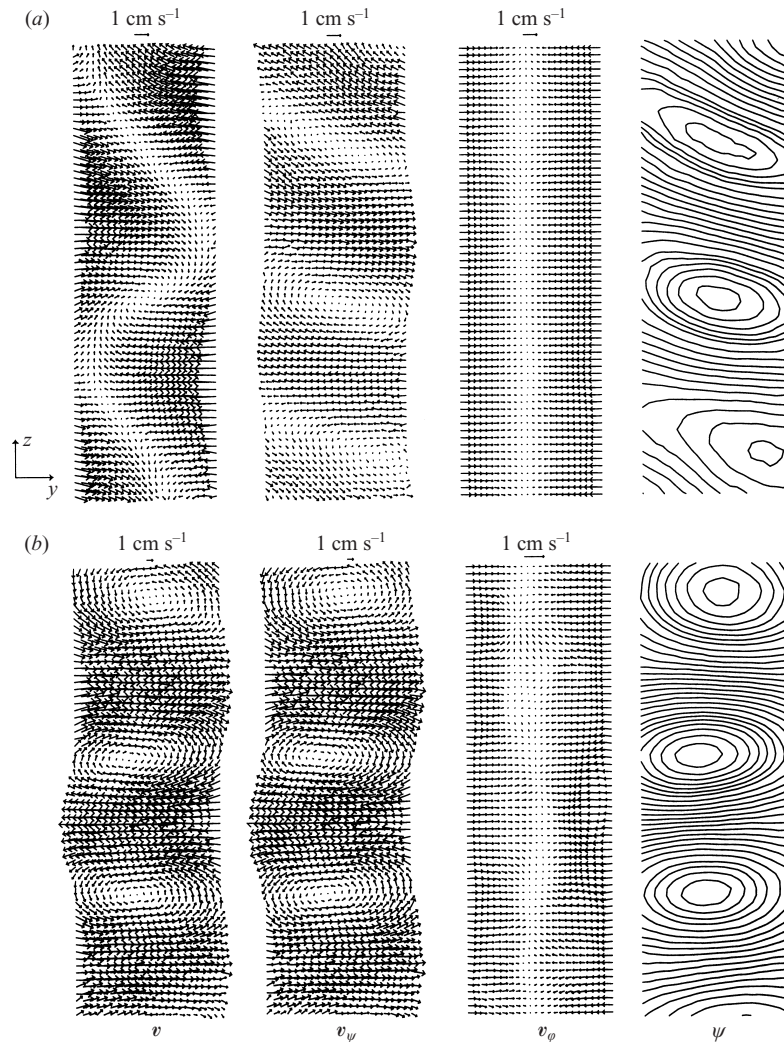 (a) 1 cm s⁻¹ 1 cm s⁻¹ 1 cm s⁻¹
z
y
(b) 1 cm s⁻¹ 1 cm s⁻¹ 1 cm s⁻¹
v v_ψ v_φ ψ